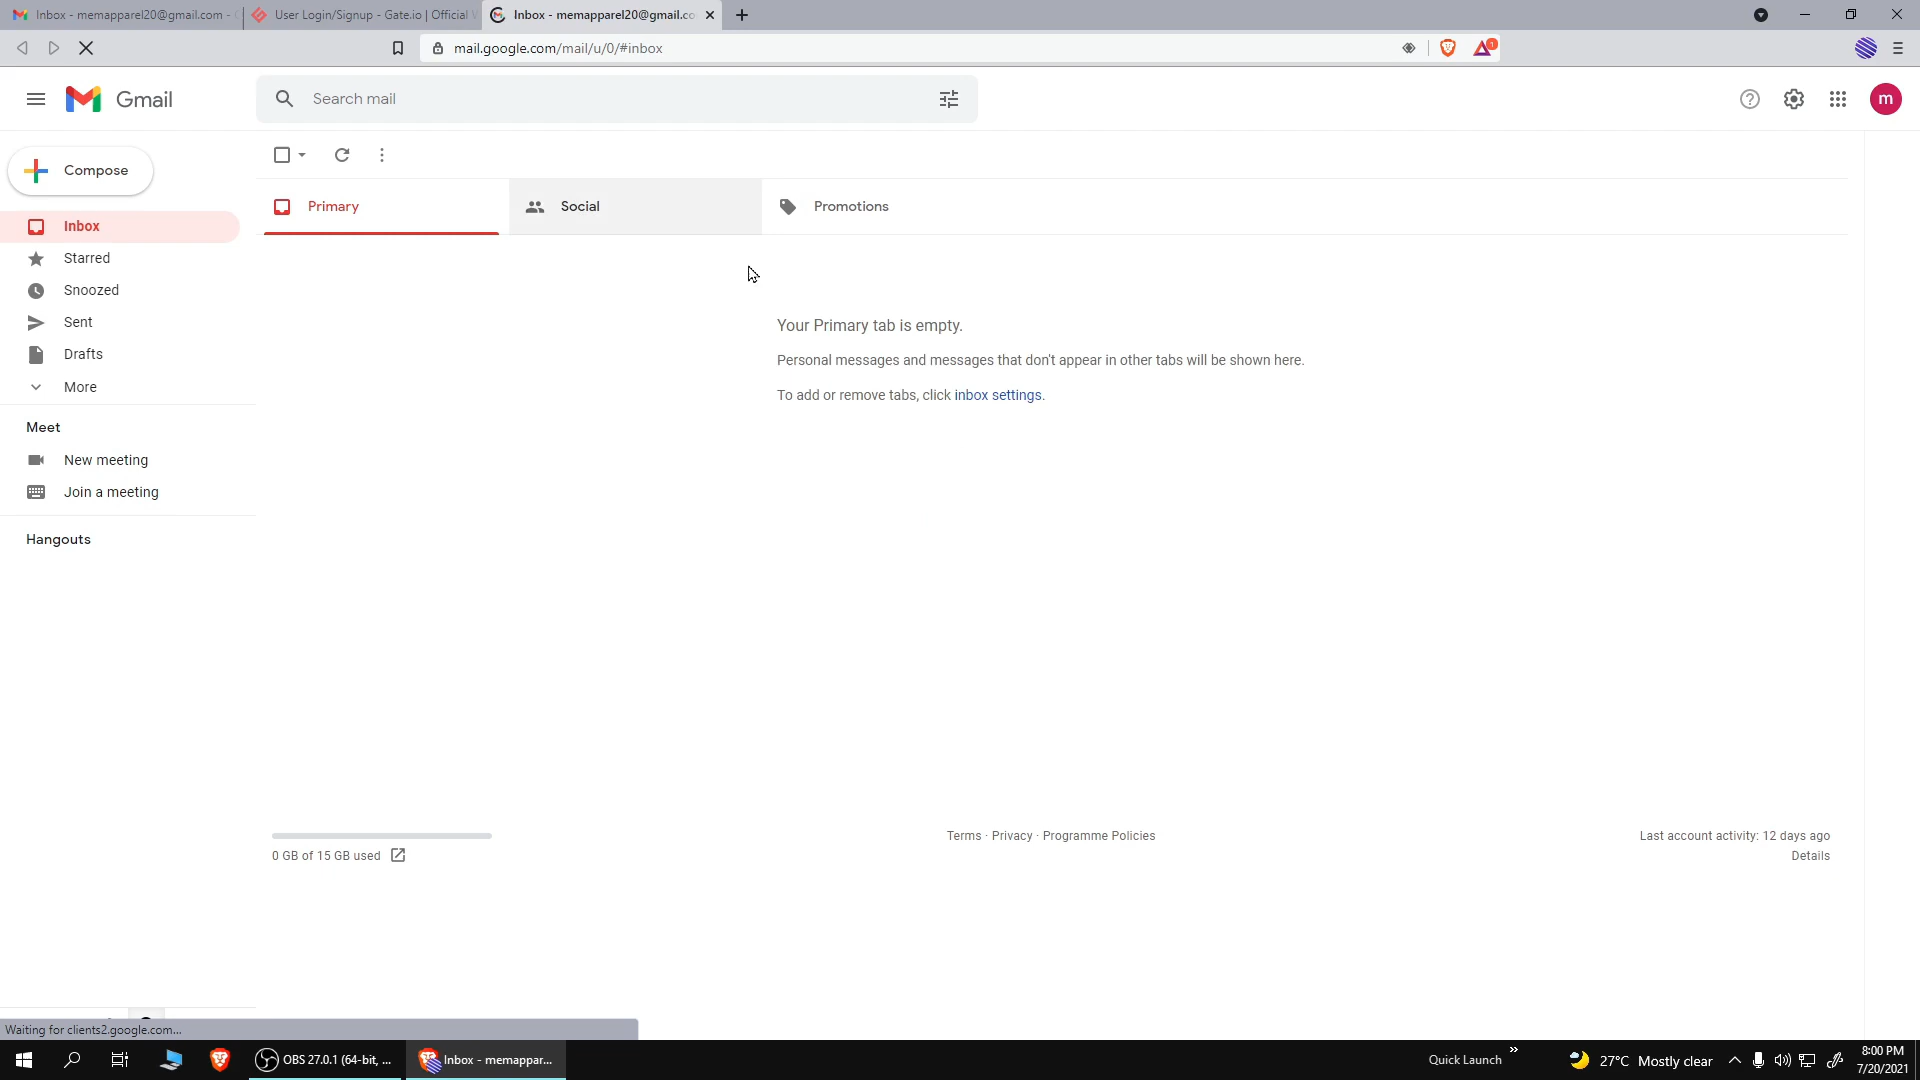 Inbox - memapparel20@gmail.com -
User Login/Signup - Gate.io | Official
Inbox - memapparel20@gmail.co
mail.google.com/mail/u/0/#inbox
1
Gmail
Search mail
m
Compose
Primary
Social
Promotions
Inbox
Starred
Snoozed
Sent
Drafts
More
Your Primary tab is empty.
Personal messages and messages that don't appear in other tabs will be shown here.
To add or remove tabs, click inbox settings.
Meet
New meeting
Join a meeting
Hangouts
Terms · Privacy · Programme Policies
Last account activity: 12 days ago
0 GB of 15 GB used
Details
Waiting for clients2.google.com...
OBS 27.0.1 (64-bit, ...
Inbox - memappar...
Quick Launch
27°C Mostly clear
8:00 PM
7/20/2021